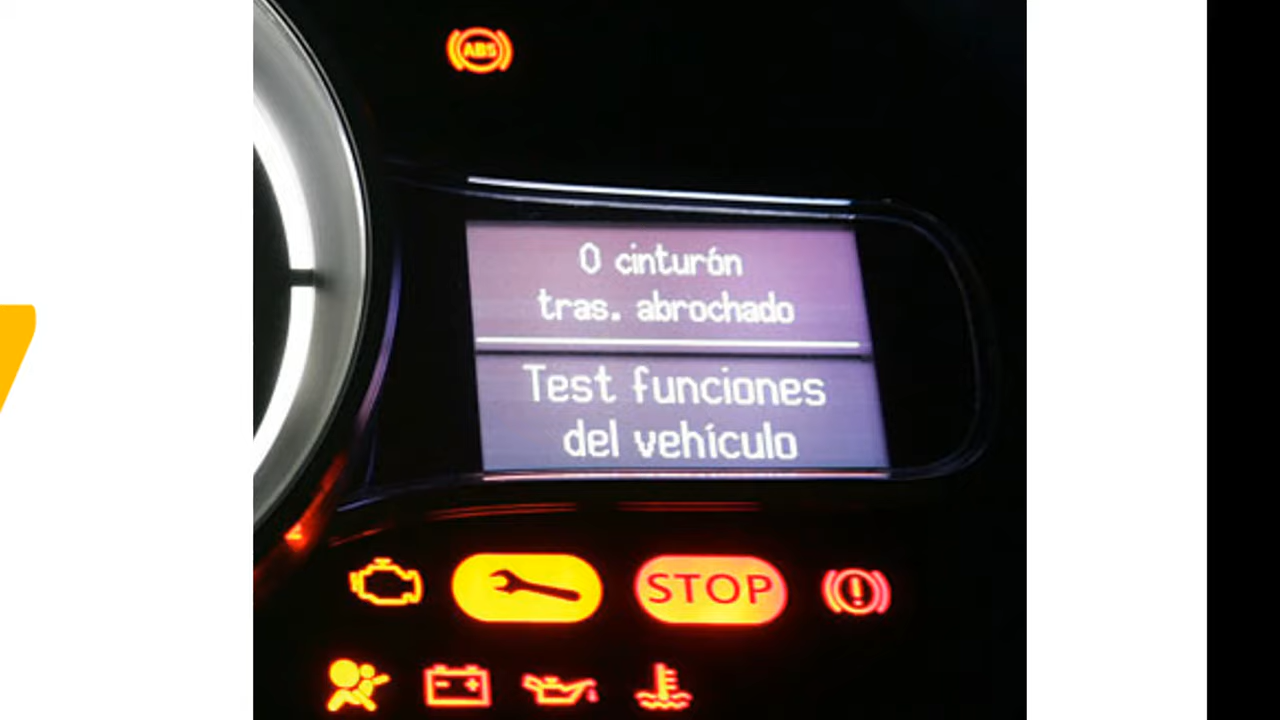 ABS
0 cinturón
tras. abrochado
Test funciones
del vehículo
STOP